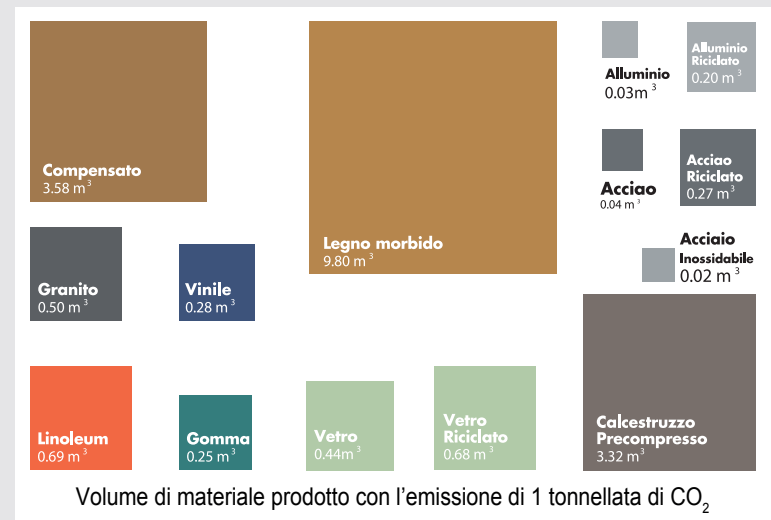 Compensato
3.58 m³
Legno morbido
9.80 m³
Alluminio
0.03m³
Alluminio
Riciclato
0.20 m³
Acciao
0.04 m³
Acciao
Riciclato
0.27 m³
Acciaio
Inossidabile
0.02 m³
Granito
0.50 m³
Vinile
0.28 m³
Linoleum
0.69 m³
Gomma
0.25 m³
Vetro
0.44m³
Vetro
Riciclato
0.68 m³
Calcestruzzo
Precompresso
3.32 m³
Volume di materiale prodotto con l’emissione di 1 tonnellata di CO₂